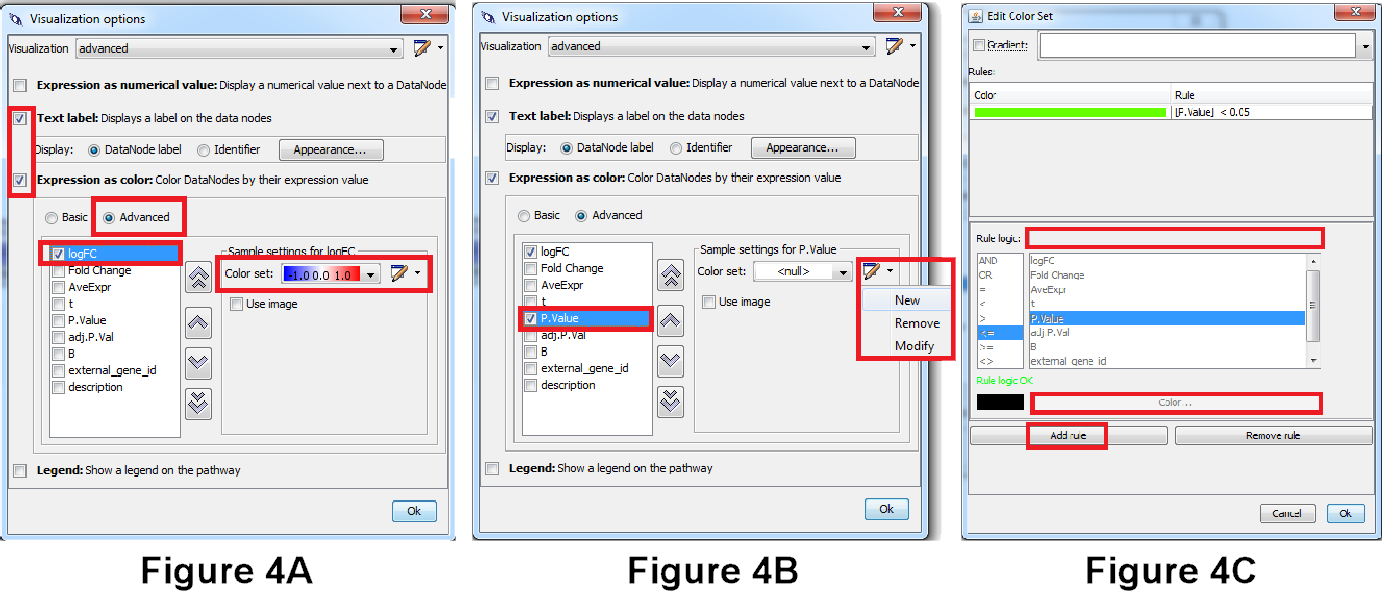 Visualization options
Visualization advanced
Expression as numerical value: Display a numerical value next to a DataNode
Text label: Displays a label on the data nodes
Display: DataNode label Identifier Appearance...
Expression as color: Color DataNodes by their expression value
Basic Advanced
logFC
Fold Change
AveExpr
t
P.Value
adj.P.Val
B
external_gene_id
description
Sample settings for logFC
Color set: -1.0 0.0 1.0
Use image
Legend: Show a legend on the pathway
Ok
Figure 4A
Visualization options
Visualization advanced
Expression as numerical value: Display a numerical value next to a DataNode
Text label: Displays a label on the data nodes
Display: DataNode label Identifier Appearance...
Expression as color: Color DataNodes by their expression value
Basic Advanced
logFC
Fold Change
AveExpr
t
P.Value
adj.P.Val
B
external_gene_id
description
Sample settings for P.Value
Color set: <null>
Use image
New
Remove
Modify
Legend: Show a legend on the pathway
Ok
Figure 4B
Edit Color Set
Gradient:
Rules:
Color Rule
[P.Value] < 0.05
Rule logic:
AND
OR
=
<
>
<=
>=
<>
logFC
Fold Change
AveExpr
t
P.Value
adj.P.Val
B
external_gene_id
Rule logic OK
Color...
Add rule Remove rule
Cancel Ok
Figure 4C